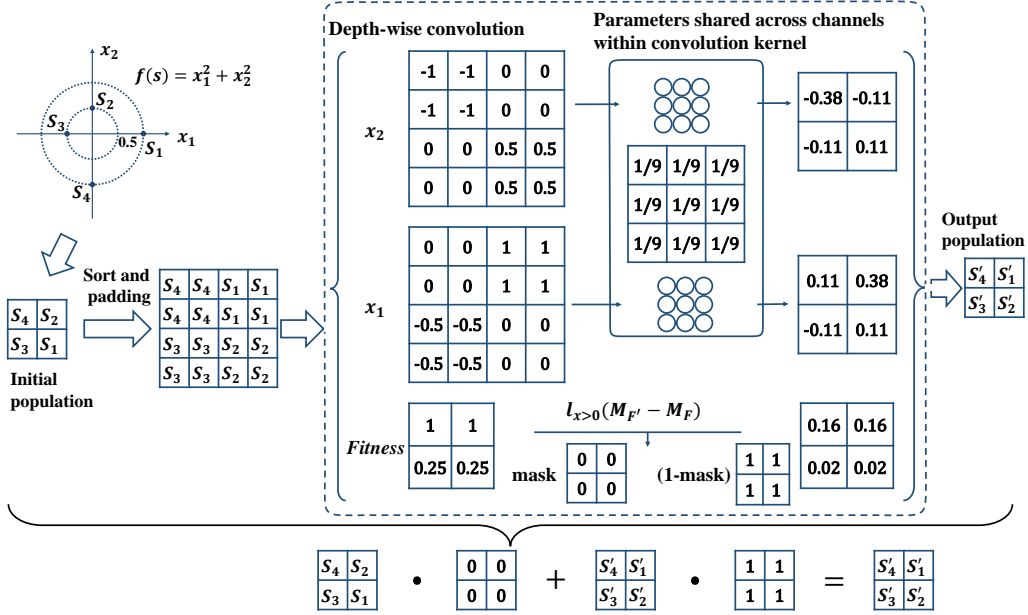 Depth-wise convolution
Parameters shared across channels
within convolution kernel
x₂
f(s) = x₁² + x₂²
S₂
S₃
0.5
x₁
S₁
S₄
x₂
-1 -1 0 0
-1 -1 0 0
0 0 0.5 0.5
0 0 0.5 0.5
1/9 1/9 1/9
1/9 1/9 1/9
1/9 1/9 1/9
-0.38 -0.11
-0.11 0.11
Sort and
padding
S₄ S₂
S₃ S₁
Initial
population
S₄ S₄ S₁ S₁
S₄ S₄ S₁ S₁
S₃ S₃ S₂ S₂
S₃ S₃ S₂ S₂
x₁
0 0 1 1
0 0 1 1
-0.5 -0.5 0 0
-0.5 -0.5 0 0
0.11 0.38
-0.11 0.11
Output
population
S′₄ S′₁
S′₃ S′₂
Fitness
1 1
0.25 0.25
l_{x>0}(M_{F′} − M_F)
mask
0 0
0 0
(1-mask)
1 1
1 1
0.16 0.16
0.02 0.02
S₄ S₂ 0 0 S′₄ S′₁ 1 1 S′₄ S′₁
• + • =
S₃ S₁ 0 0 S′₃ S′₂ 1 1 S′₃ S′₂